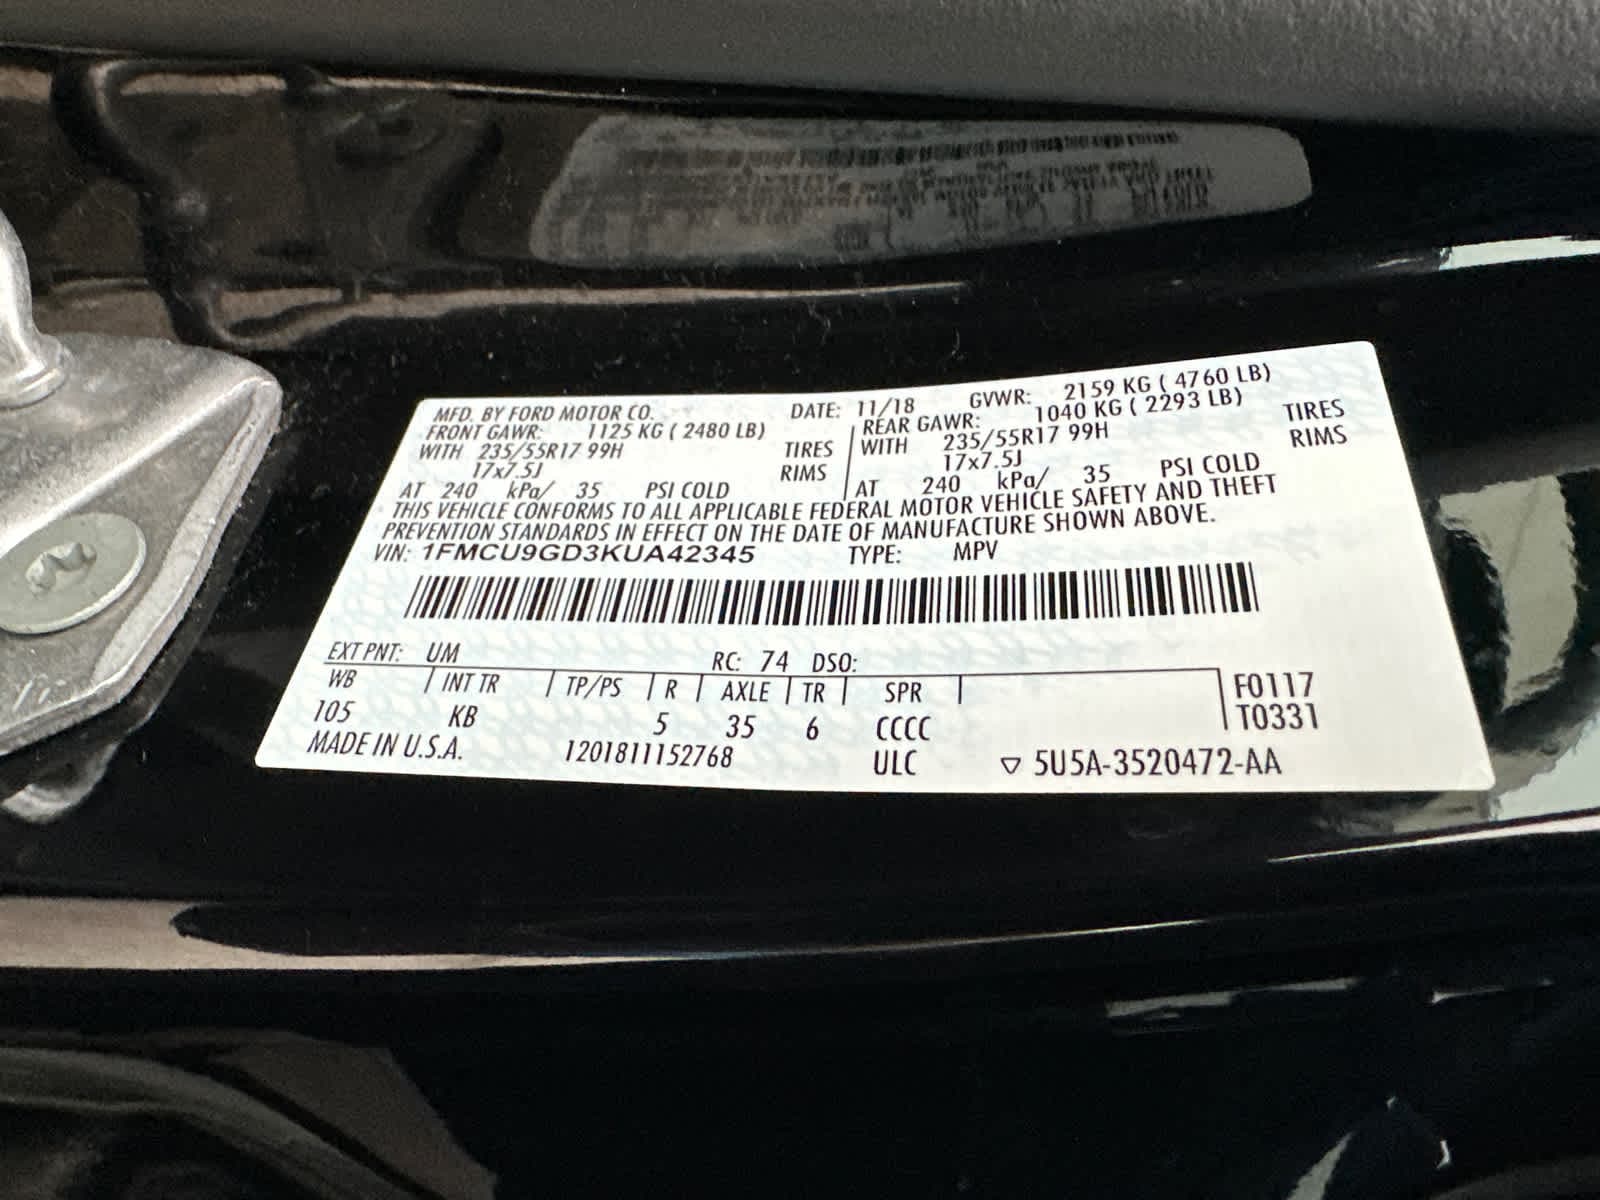 MFD. BY FORD MOTOR CO. DATE: 11/18 GVWR: 2159 KG ( 4760 LB)
FRONT GAWR: 1125 KG ( 2480 LB) REAR GAWR: 1040 KG ( 2293 LB)
WITH 235/55R17 99H TIRES WITH 235/55R17 99H TIRES
17x7.5J RIMS 17x7.5J RIMS
AT 240 kPa/ 35 PSI COLD AT 240 kPa/ 35 PSI COLD
THIS VEHICLE CONFORMS TO ALL APPLICABLE FEDERAL MOTOR VEHICLE SAFETY AND THEFT
PREVENTION STANDARDS IN EFFECT ON THE DATE OF MANUFACTURE SHOWN ABOVE.
VIN: 1FMCU9GD3KUA42345 TYPE: MPV
EXT PNT: UM RC: 74 DSO:
WB INT TR TP/PS R AXLE TR SPR F0117
105 KB 5 35 6 CCCC T0331
MADE IN U.S.A. 1201811152768 ULC ▽ 5U5A-3520472-AA